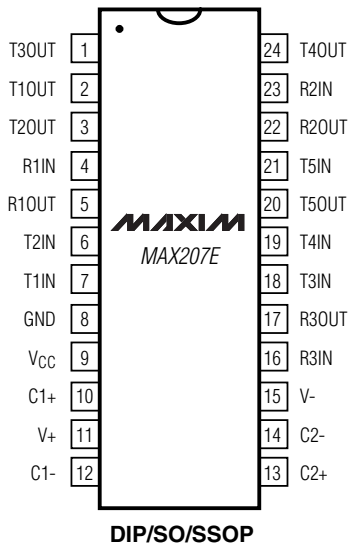 T3OUT 1 24 T4OUT
T1OUT 2 23 R2IN
T2OUT 3 22 R2OUT
R1IN 4 21 T5IN
R1OUT 5 20 T5OUT
MAXIM
T2IN 6 19 T4IN
MAX207E
T1IN 7 18 T3IN
GND 8 17 R3OUT
VCC 9 16 R3IN
C1+ 10 15 V-
V+ 11 14 C2-
C1- 12 13 C2+
DIP/SO/SSOP